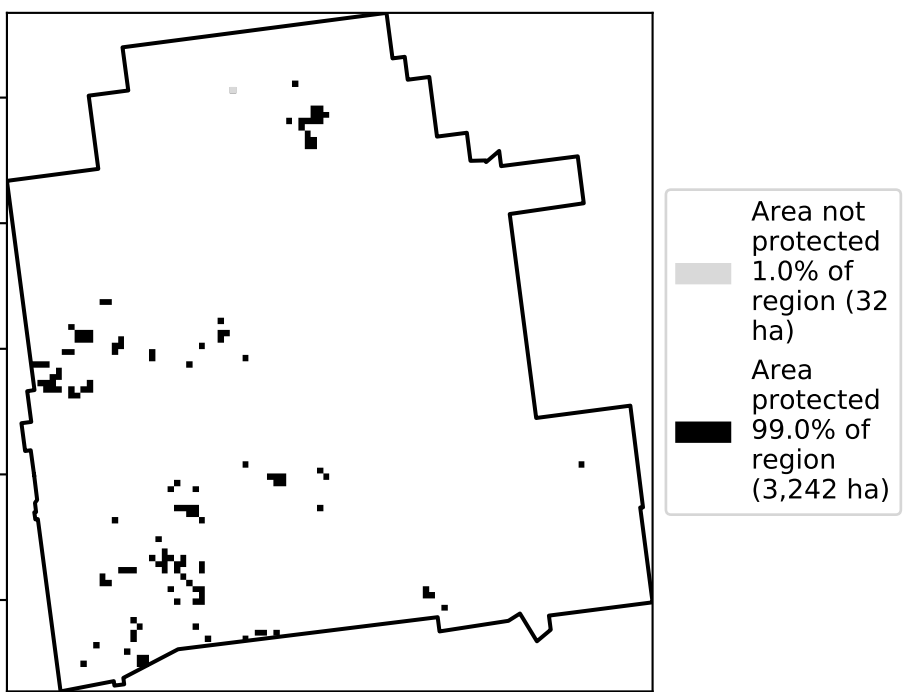 Area not
protected
1.0% of
region (32
ha)
Area
protected
99.0% of
region
(3,242 ha)